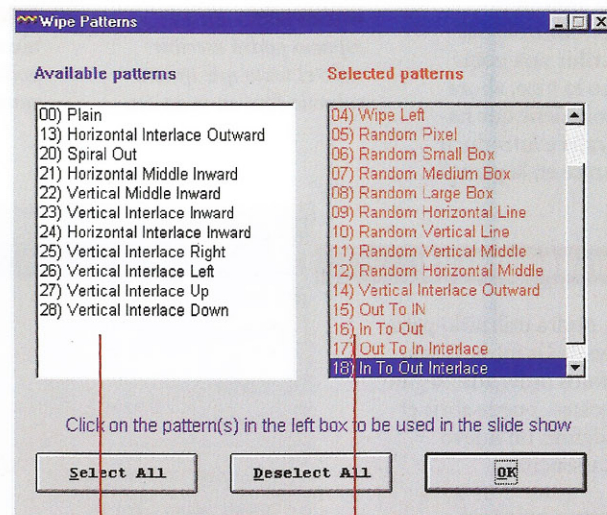 Wipe Patterns
Available patterns
00) Plain
13) Horizontal Interlace Outward
20) Spiral Out
21) Horizontal Middle Inward
22) Vertical Middle Inward
23) Vertical Interlace Inward
24) Horizontal Interlace Inward
25) Vertical Interlace Right
26) Vertical Interlace Left
27) Vertical Interlace Up
28) Vertical Interlace Down
Selected patterns
04) Wipe Left
05) Random Pixel
06) Random Small Box
07) Random Medium Box
08) Random Large Box
09) Random Horizontal Line
10) Random Vertical Line
11) Random Vertical Middle
12) Random Horizontal Middle
14) Vertical Interlace Outward
15) Out To IN
16) In To Out
17) Out To In Interlace
18) In To Out Interlace
Click on the pattern(s) in the left box to be used in the slide show
Select All
Deselect All
OK